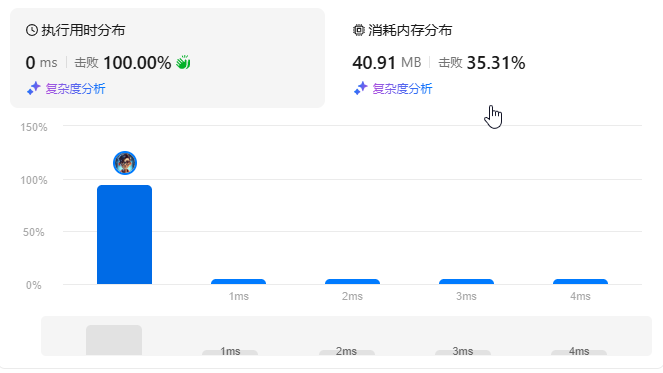 执行用时分布
0 ms 击败 100.00%
复杂度分析
消耗内存分布
40.91 MB 击败 35.31%
复杂度分析
150%
100%
50%
0%
1ms 2ms 3ms 4ms
1ms 2ms 3ms 4ms